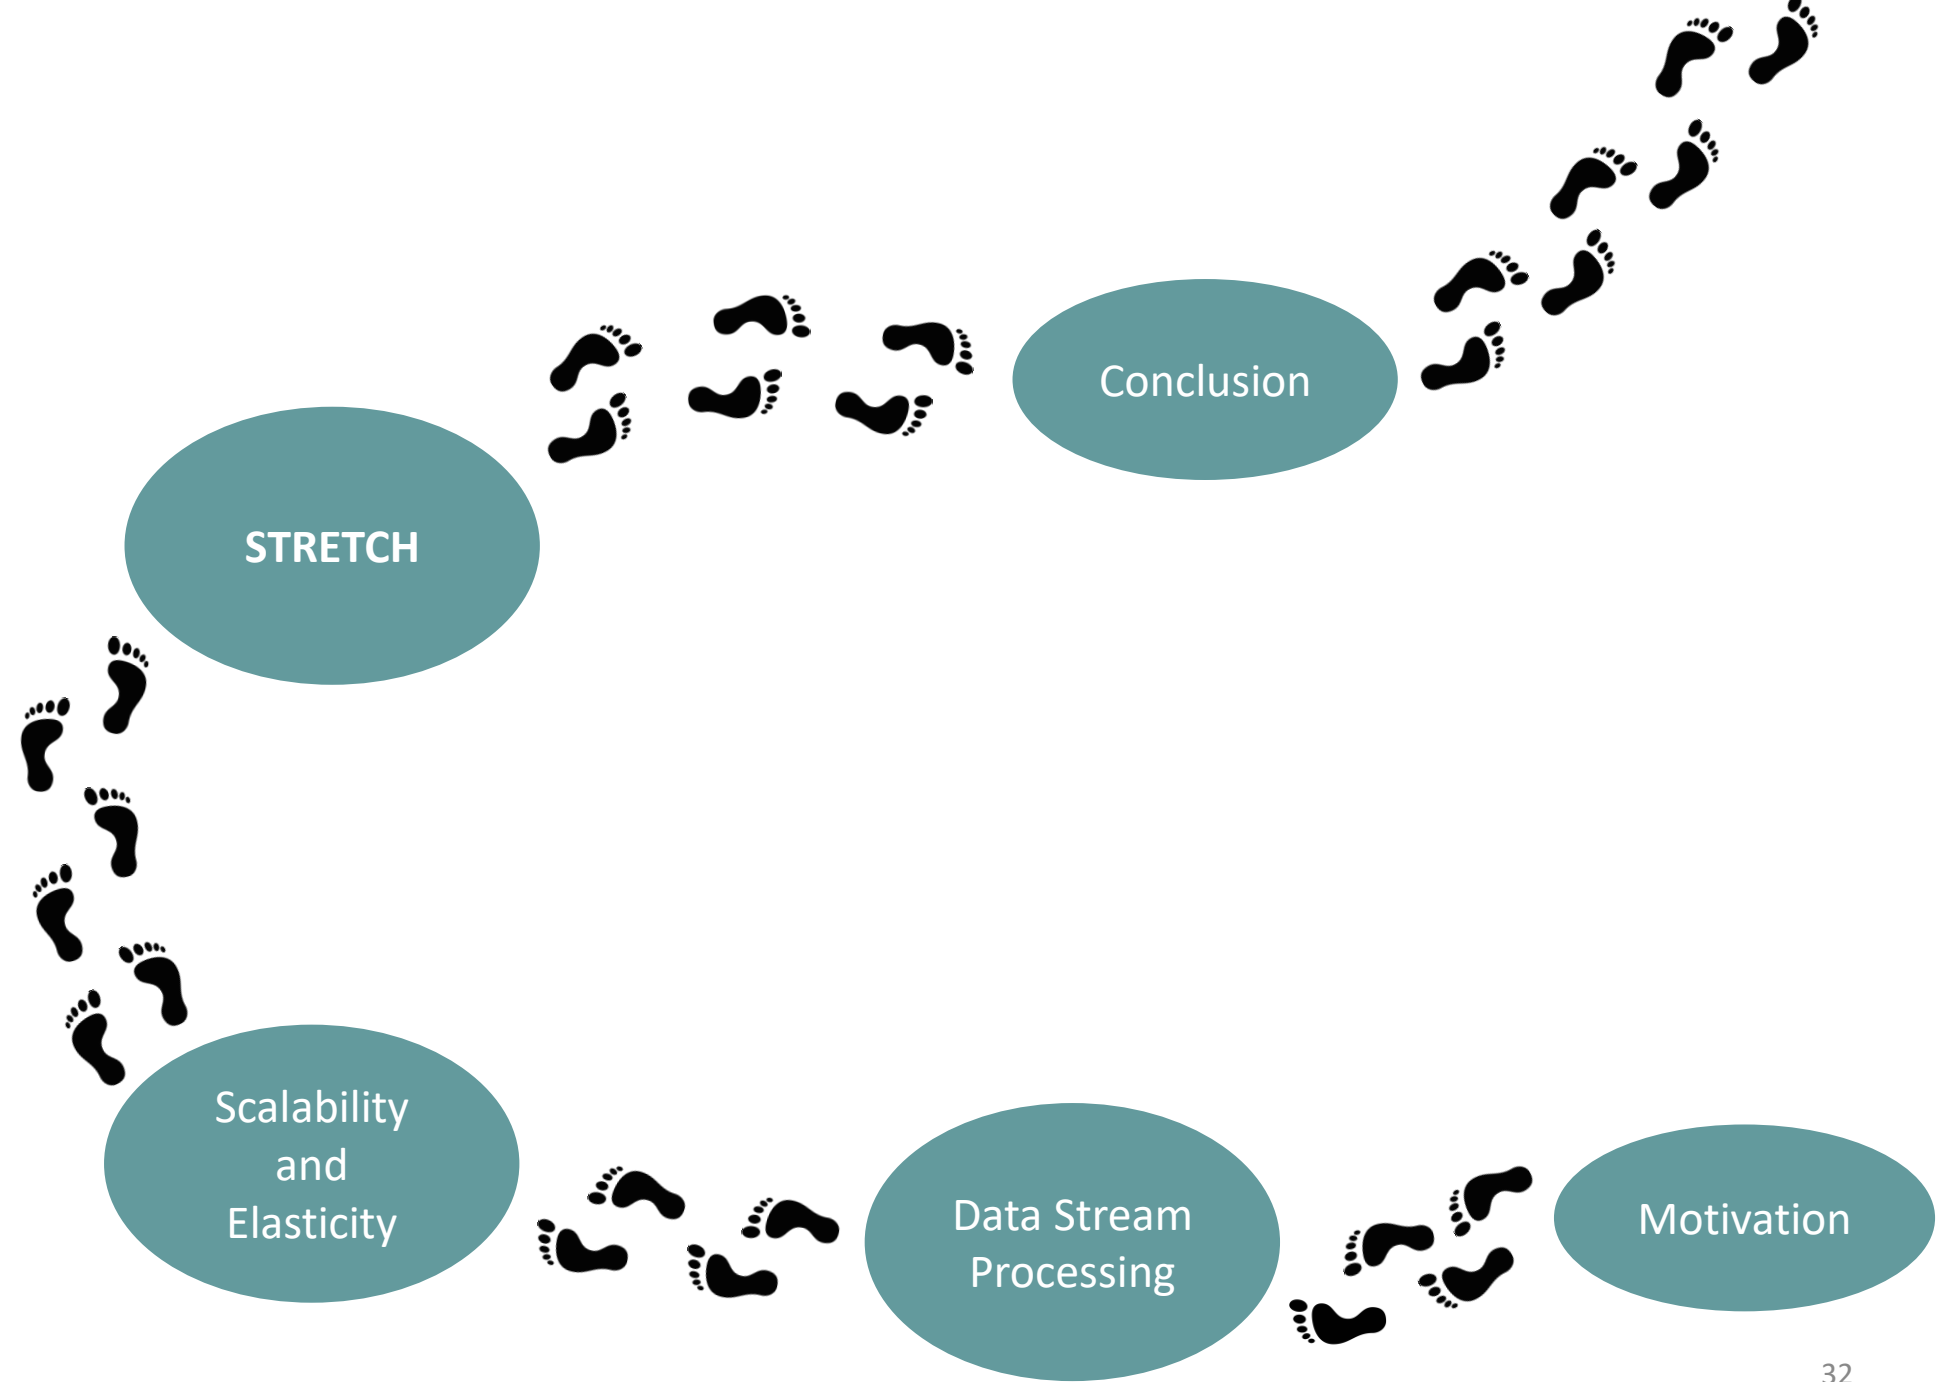 Conclusion
STRETCH
Scalability
and
Elasticity
Data Stream
Processing
Motivation
32